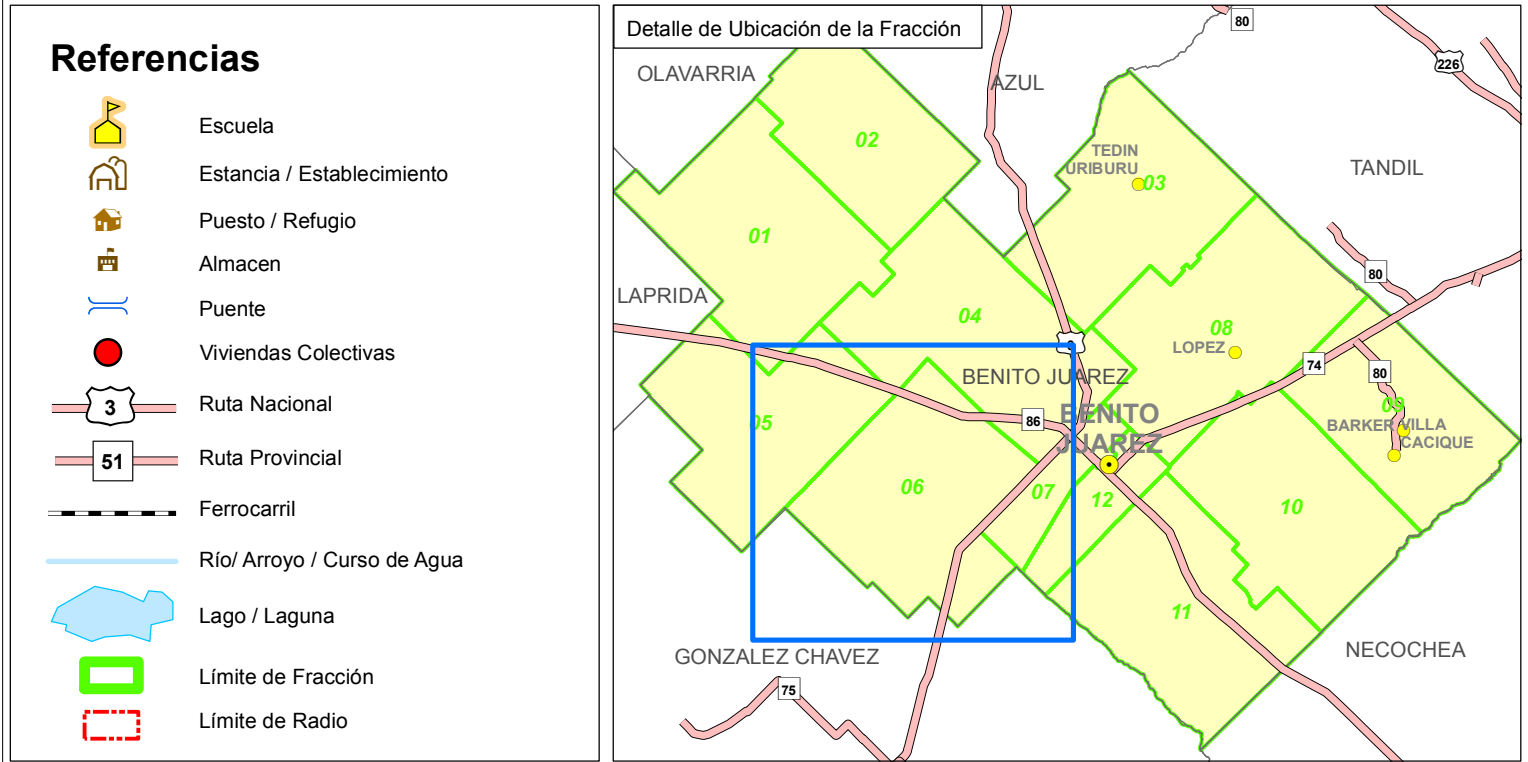 Referencias
Escuela
Estancia / Establecimiento
Puesto / Refugio
Almacen
Puente
Viviendas Colectivas
3
Ruta Nacional
51
Ruta Provincial
Ferrocarril
Río/ Arroyo / Curso de Agua
Lago / Laguna
Límite de Fracción
Límite de Radio
Detalle de Ubicación de la Fracción
80
226
OLAVARRIA
AZUL
02
TEDIN
URIBURU
03
TANDIL
01
80
LAPRIDA
04
08
LOPEZ
74
80
BENITO JUAREZ
09
05
86
BENITO
JUAREZ
BARKER
VILLA
CACIQUE
06
07
12
10
11
GONZALEZ CHAVEZ
NECOCHEA
75